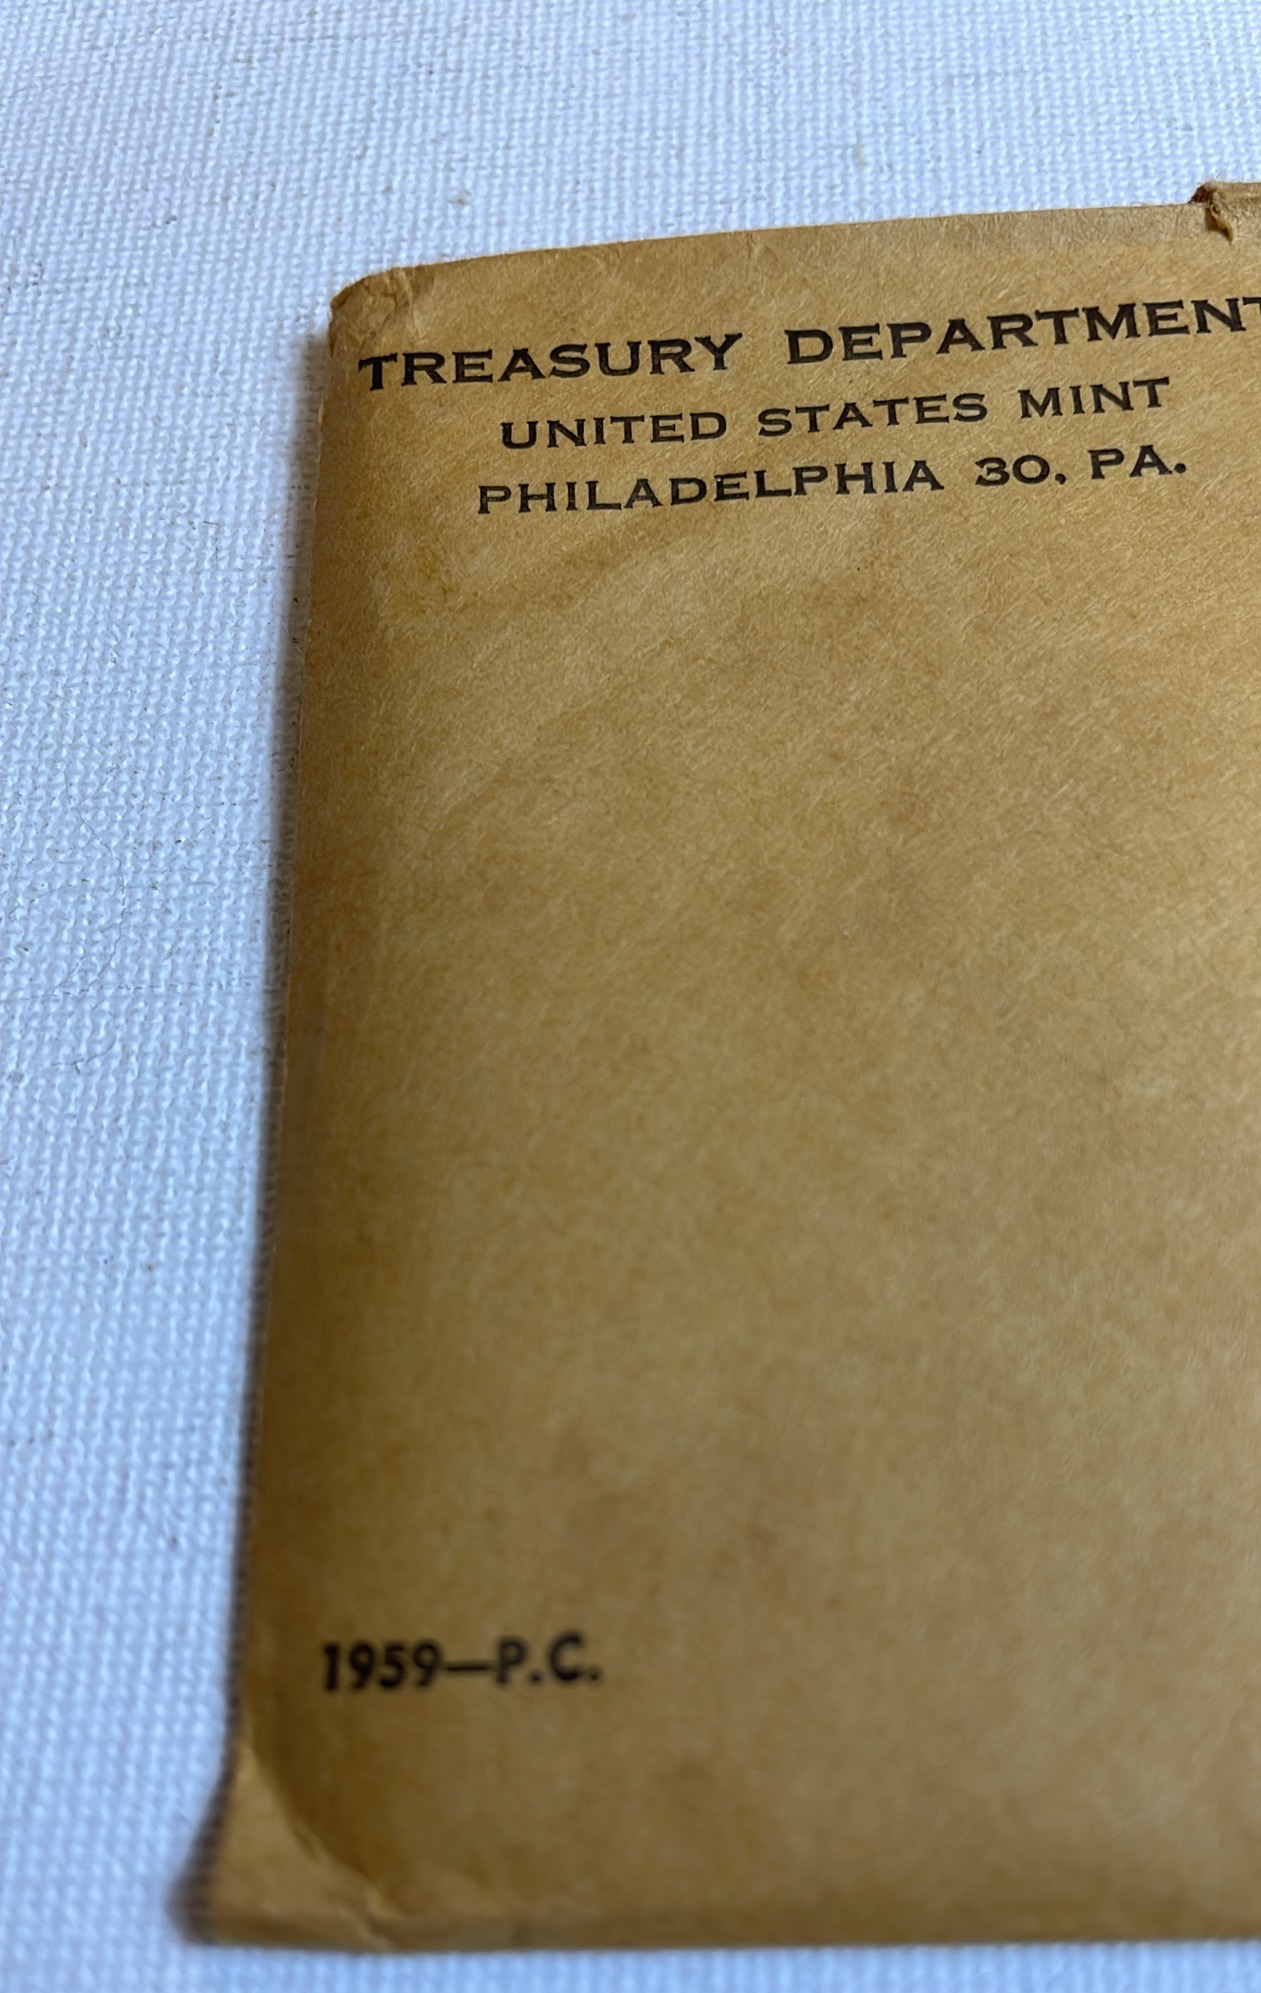 TREASURY DEPARTMENT
UNITED STATES MINT
PHILADELPHIA 30, PA.
1959—P.C.